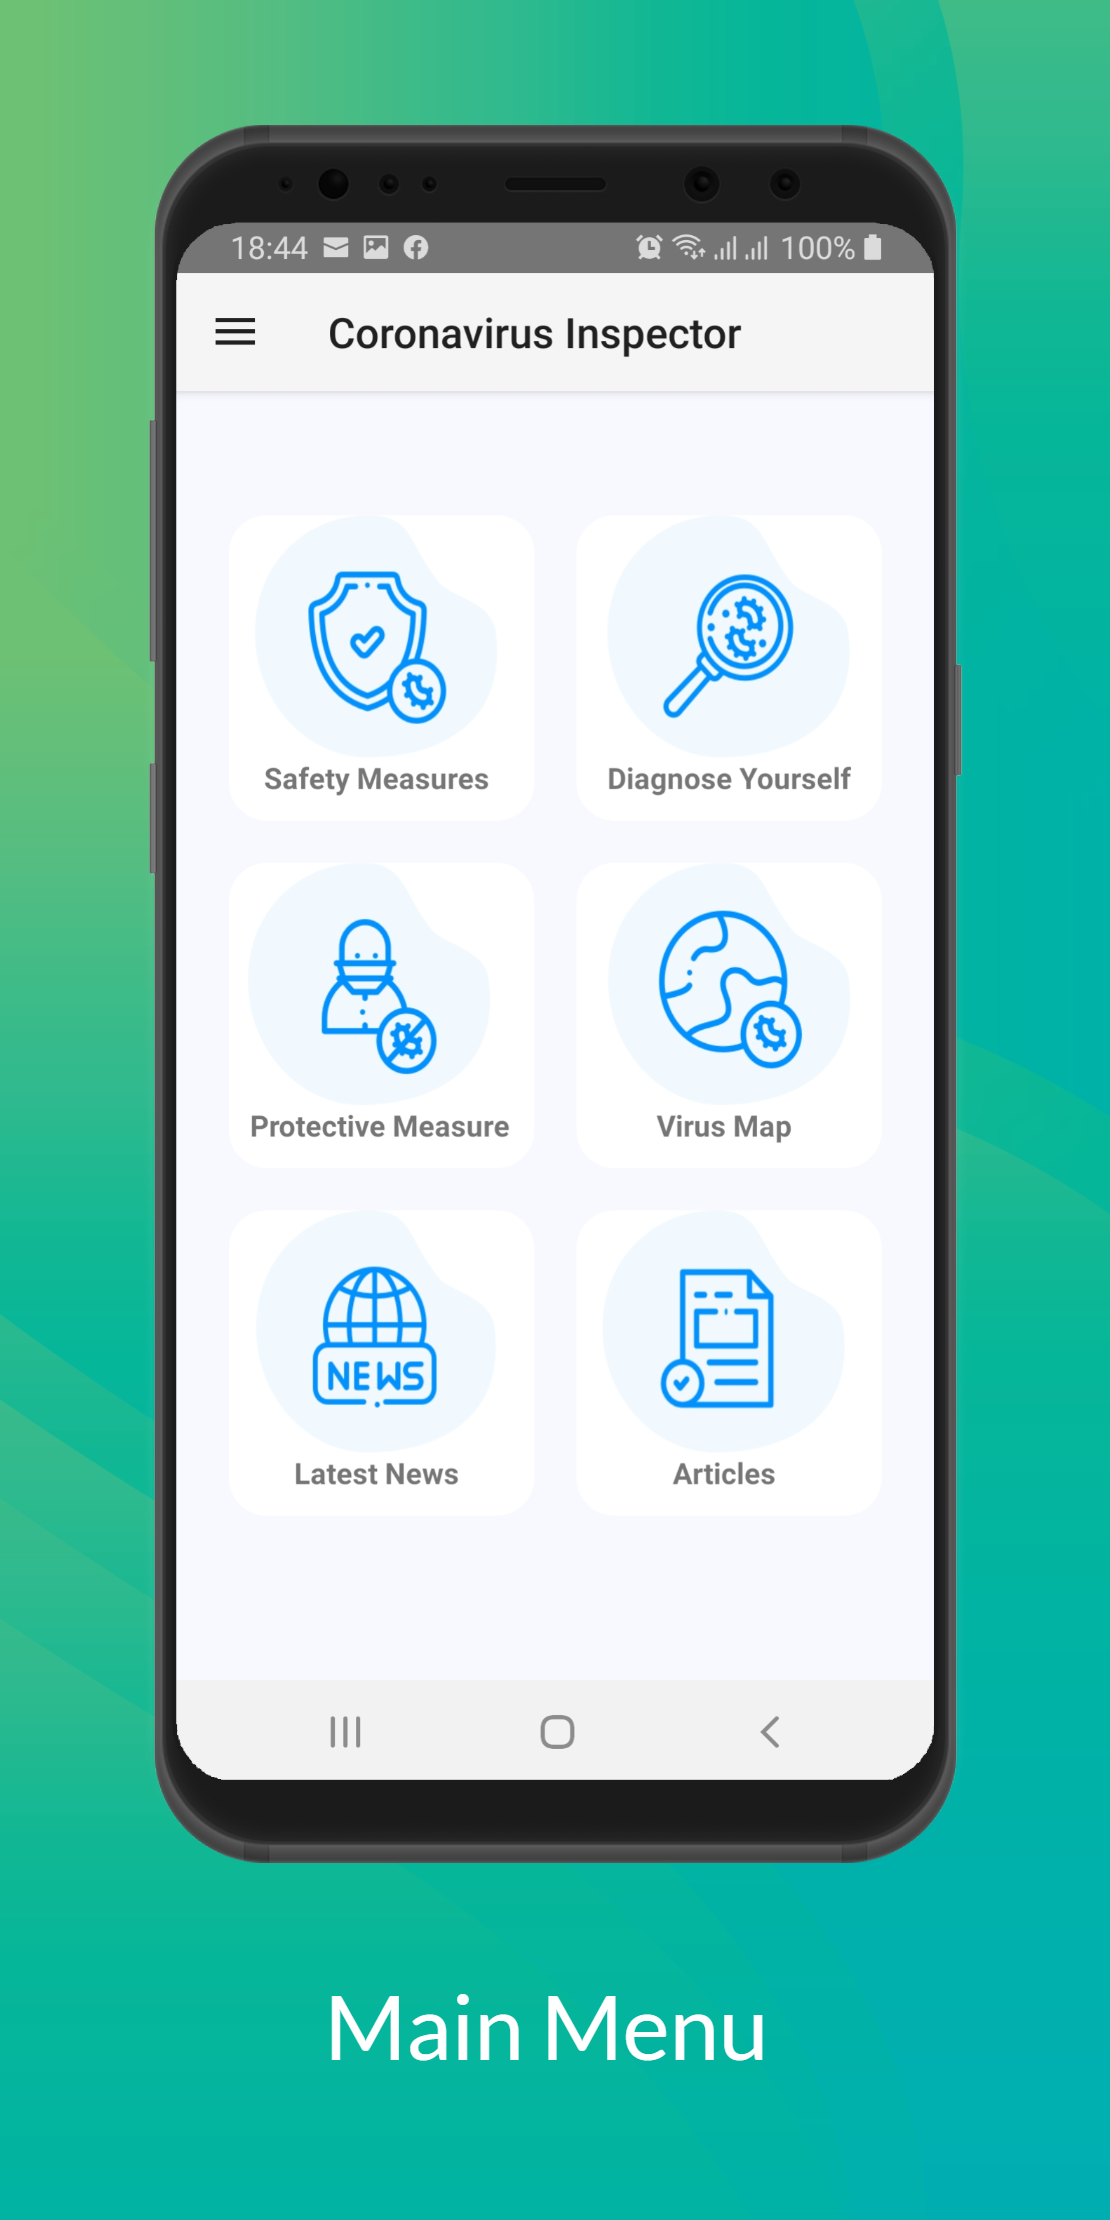 18:44 100%
Coronavirus Inspector
Safety Measures Diagnose Yourself
Protective Measure Virus Map
NEWS
Latest News Articles
Main Menu